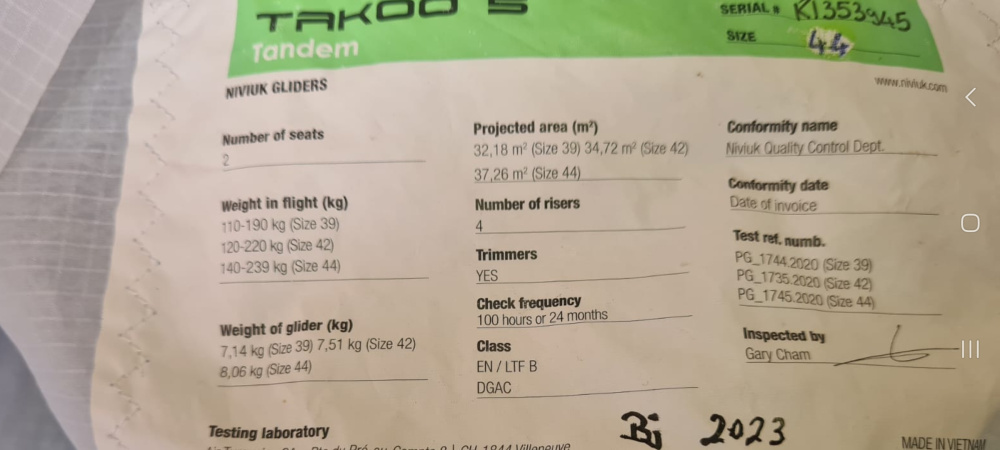 TAKOO 5
Tandem
SERIAL # K1353945
SIZE 44
NIVIUK GLIDERS
www.niviuk.com
Number of seats
2
Weight in flight (kg)
110-190 kg (Size 39)
120-220 kg (Size 42)
140-239 kg (Size 44)
Weight of glider (kg)
7,14 kg (Size 39) 7,51 kg (Size 42)
8,06 kg (Size 44)
Projected area (m²)
32,18 m² (Size 39) 34,72 m² (Size 42)
37,26 m² (Size 44)
Number of risers
4
Trimmers
YES
Check frequency
100 hours or 24 months
Class
EN / LTF B
DGAC
Conformity name
Niviuk Quality Control Dept.
Conformity date
Date of invoice
Test ref. numb.
PG_1744.2020 (Size 39)
PG_1735.2020 (Size 42)
PG_1745.2020 (Size 44)
Inspected by
Gary Cham
Testing laboratory
Bj 2023
MADE IN VIETNAM